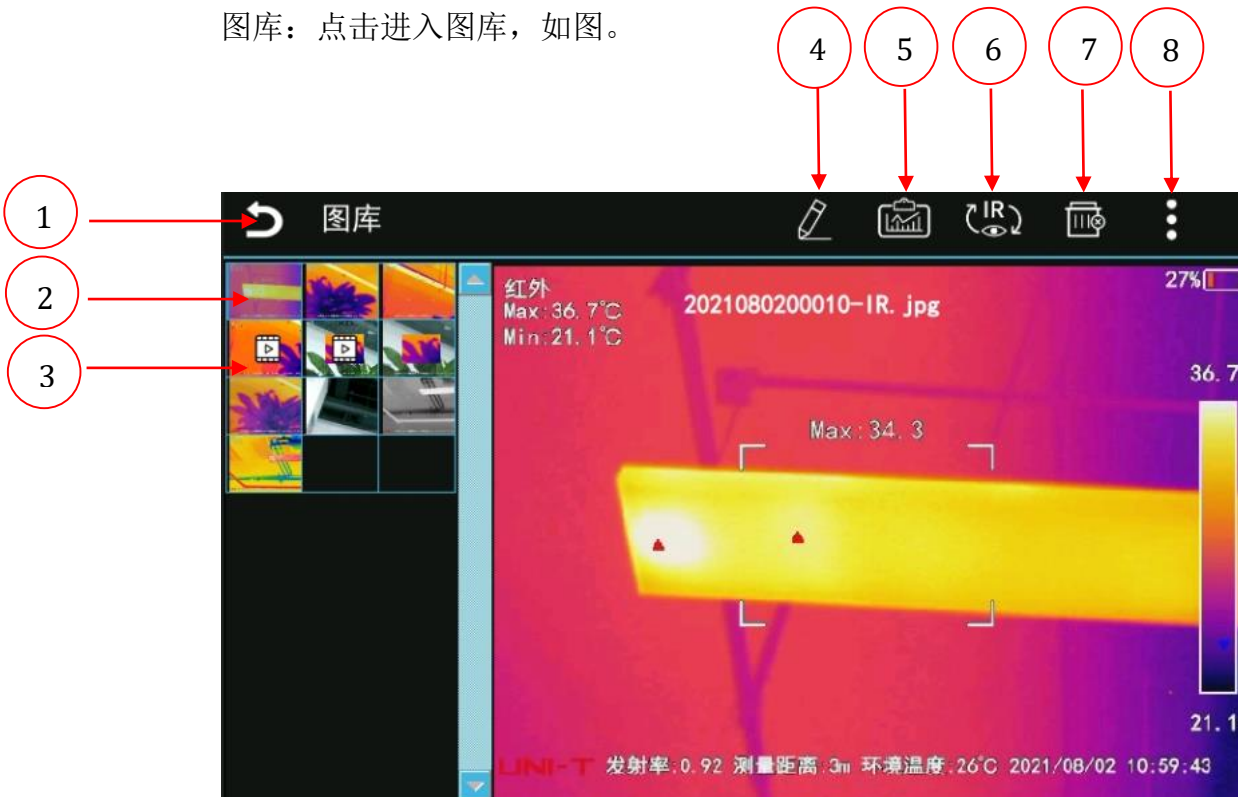 图库：点击进入图库，如图。
4 5 6 7 8
1
图库
IR
2
3
红外
Max:36.7℃
Min:21.1℃
2021080200010-IR.jpg
27%
36.7
Max:34.3
21.1
UNI-T 发射率:0.92 测量距离:3m 环境温度:26℃ 2021/08/02 10:59:43